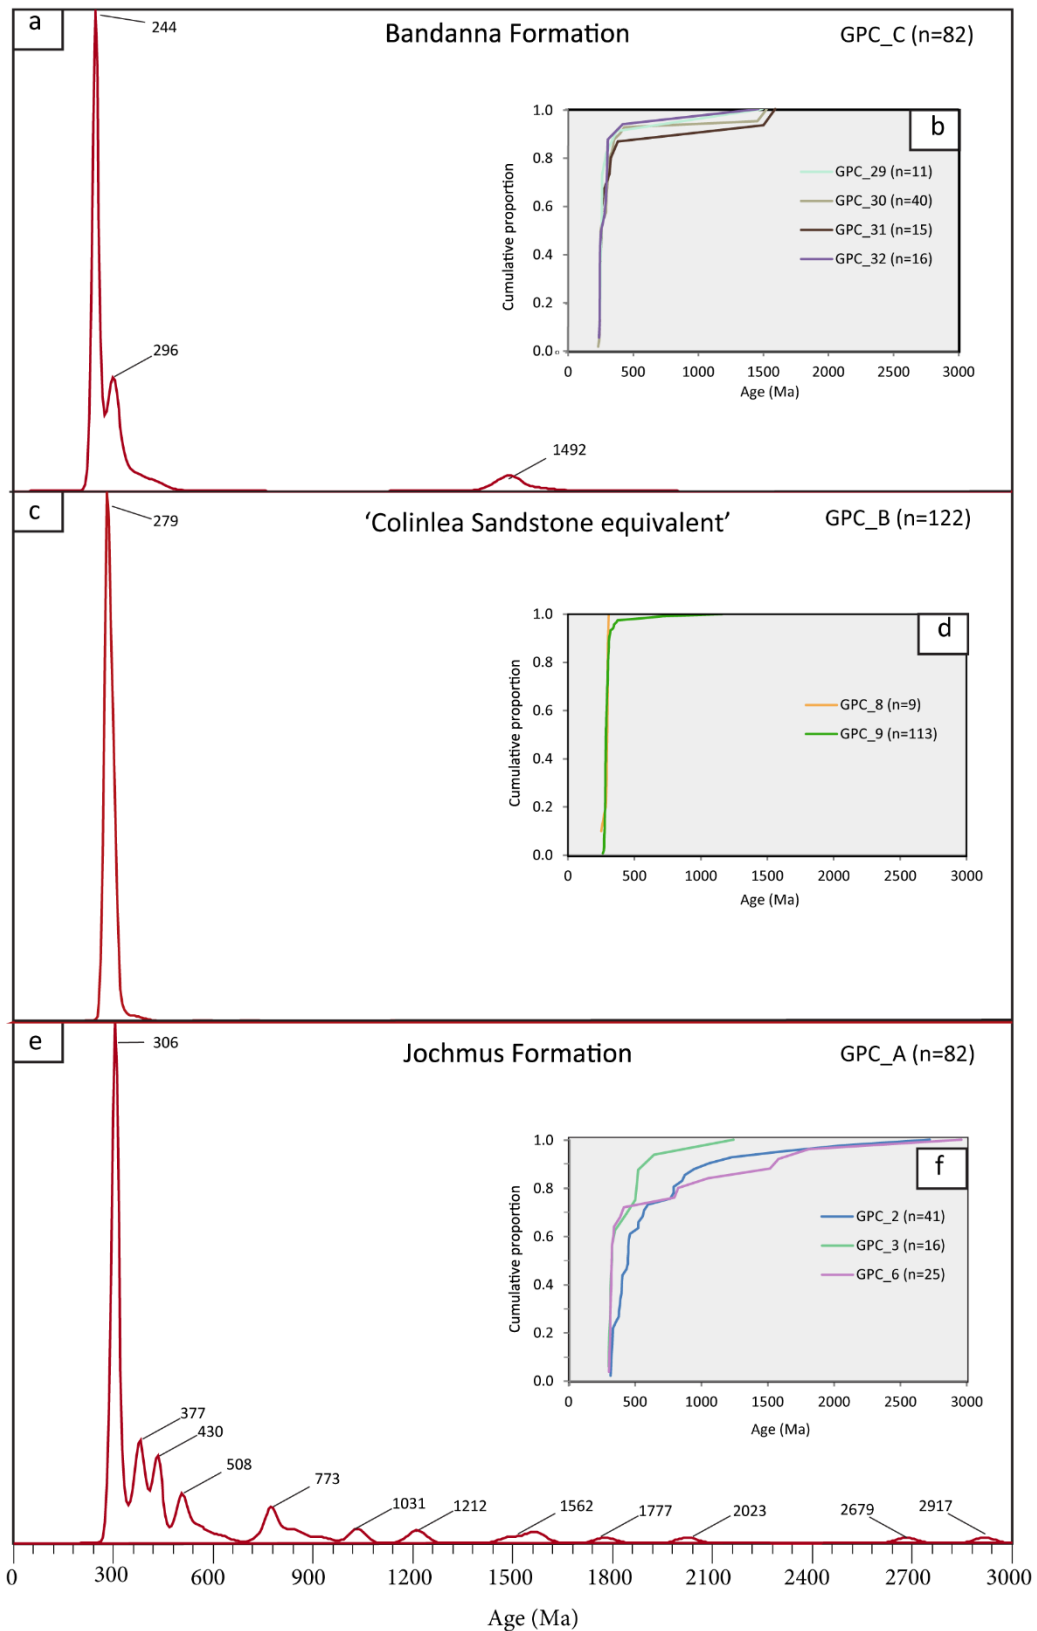 a
244
Bandanna Formation
GPC_C (n=82)
296
1492
b
1.0
0.8
0.6
0.4
0.2
0.0
Cumulative proportion
GPC_29 (n=11)
GPC_30 (n=40)
GPC_31 (n=15)
GPC_32 (n=16)
0 500 1000 1500 2000 2500 3000
Age (Ma)
c
279
'Colinlea Sandstone equivalent'
GPC_B (n=122)
d
1.0
0.8
0.6
0.4
0.2
0.0
Cumulative proportion
GPC_8 (n=9)
GPC_9 (n=113)
0 500 1000 1500 2000 2500 3000
Age (Ma)
e
306
Jochmus Formation
GPC_A (n=82)
377
430
508
773
1031
1212
1562
1777
2023
2679
2917
f
1.0
0.8
0.6
0.4
0.2
0.0
Cumulative proportion
GPC_2 (n=41)
GPC_3 (n=16)
GPC_6 (n=25)
0 500 1000 1500 2000 2500 3000
Age (Ma)
0 300 600 900 1200 1500 1800 2100 2400 2700 3000
Age (Ma)